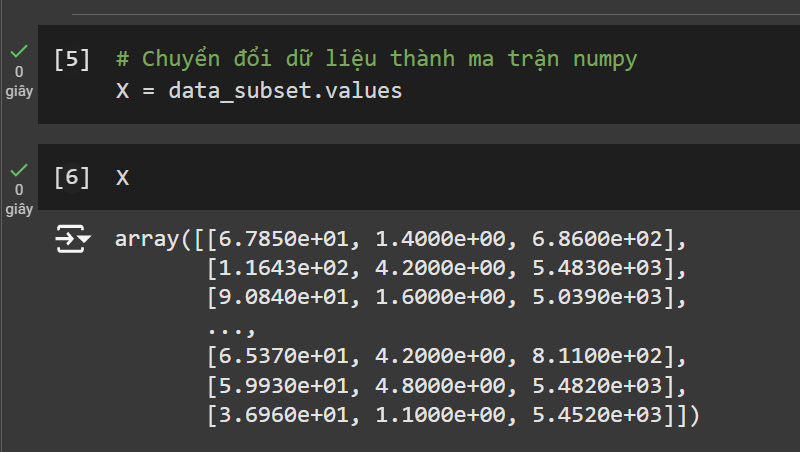 0
giây
[5] # Chuyển đổi dữ liệu thành ma trận numpy
X = data_subset.values
0
giây
[6] X
array([[6.7850e+01, 1.4000e+00, 6.8600e+02],
[1.1643e+02, 4.2000e+00, 5.4830e+03],
[9.0840e+01, 1.6000e+00, 5.0390e+03],
...,
[6.5370e+01, 4.2000e+00, 8.1100e+02],
[5.9930e+01, 4.8000e+00, 5.4820e+03],
[3.6960e+01, 1.1000e+00, 5.4520e+03]])